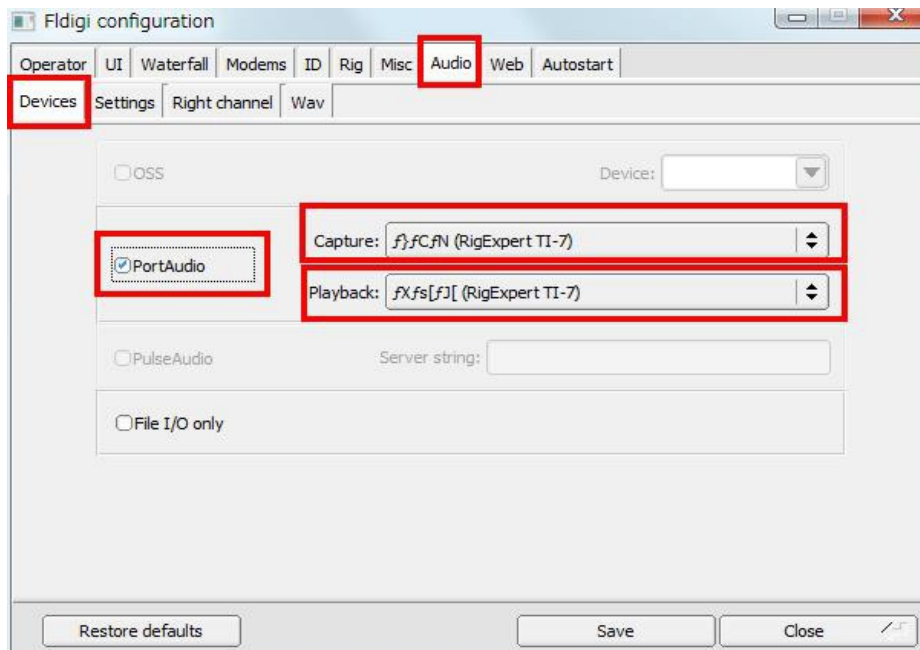 Fldigi configuration
Operator UI Waterfall Modems ID Rig Misc Audio Web Autostart
Devices Settings Right channel Wav
OSS Device:
Capture: ƒ}ƒCƒN (RigExpert TI-7)
PortAudio
Playback: ƒXƒs[ƒJ[ (RigExpert TI-7)
PulseAudio Server string:
File I/O only
Restore defaults Save Close